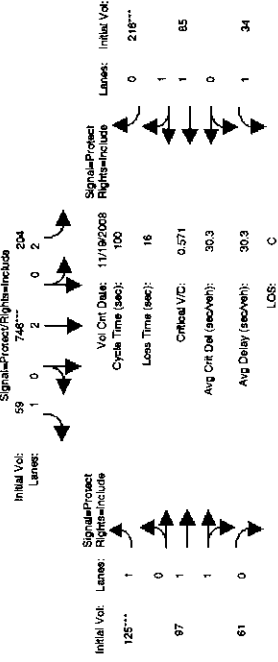 Signal=Protect/Rights=Include
Initial Vol: 59 746*** 204
Lanes: 1 0 2 0 2
Initial Vol: Lanes: Signal=Protect Rights=Include
Vol Cnt Date: 11/19/2008
Signal=Protect Rights=Include Lanes: Initial Vol:
125*** 1 Cycle Time (sec): 100 0 216***
0 Loss Time (sec): 16 1
97 1 Critical V/C: 0.571 1 85
1 Avg Crit Del (sec/veh): 30.3 0
61 0 Avg Delay (sec/veh): 30.3 1 34
LOS: C